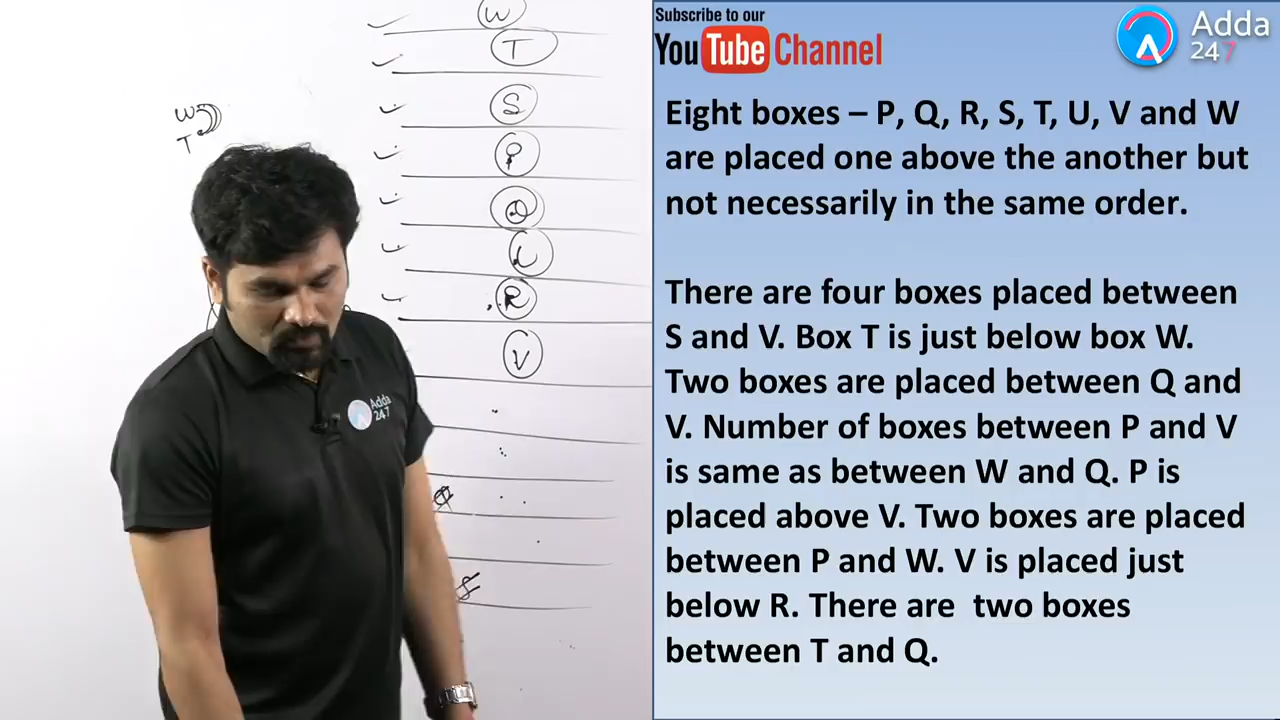 W
T
S
P
Q
U
R
V
W
T
Q
S
Adda
247
Subscribe to our
YouTube Channel
Adda
247
Eight boxes – P, Q, R, S, T, U, V and W
are placed one above the another but
not necessarily in the same order.
There are four boxes placed between
S and V. Box T is just below box W.
Two boxes are placed between Q and
V. Number of boxes between P and V
is same as between W and Q. P is
placed above V. Two boxes are placed
between P and W. V is placed just
below R. There are two boxes
between T and Q.